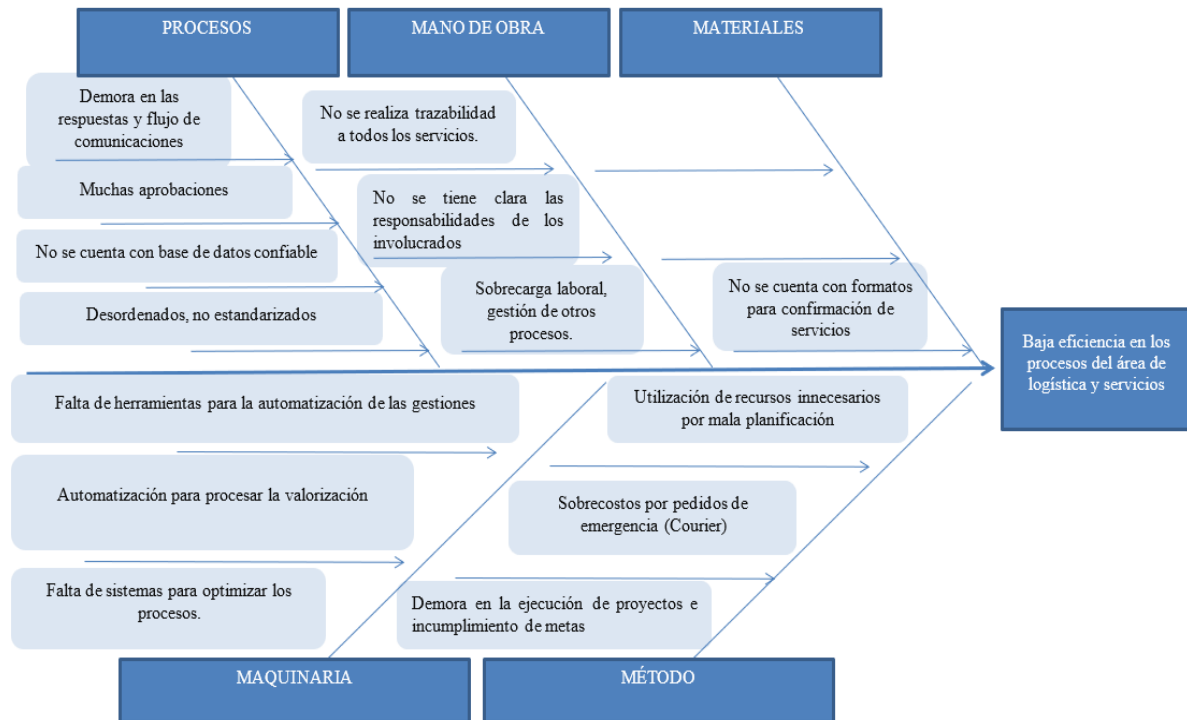 PROCESOS
MANO DE OBRA
MATERIALES
Demora en las
respuestas y flujo de
comunicaciones
No se realiza trazabilidad
a todos los servicios.
Muchas aprobaciones
No se tiene clara las
responsabilidades de los
involucrados
No se cuenta con base de datos confiable
Sobrecarga laboral,
gestión de otros
procesos.
No se cuenta con formatos
para confirmación de
servicios
Desordenados, no estandarizados
Baja eficiencia en los
procesos del área de
logística y servicios
Falta de herramientas para la automatización de las gestiones
Utilización de recursos innecesarios
por mala planificación
Automatización para procesar la valorización
Sobrecostos por pedidos de
emergencia (Courier)
Falta de sistemas para optimizar los
procesos.
Demora en la ejecución de proyectos e
incumplimiento de metas
MAQUINARIA
MÉTODO